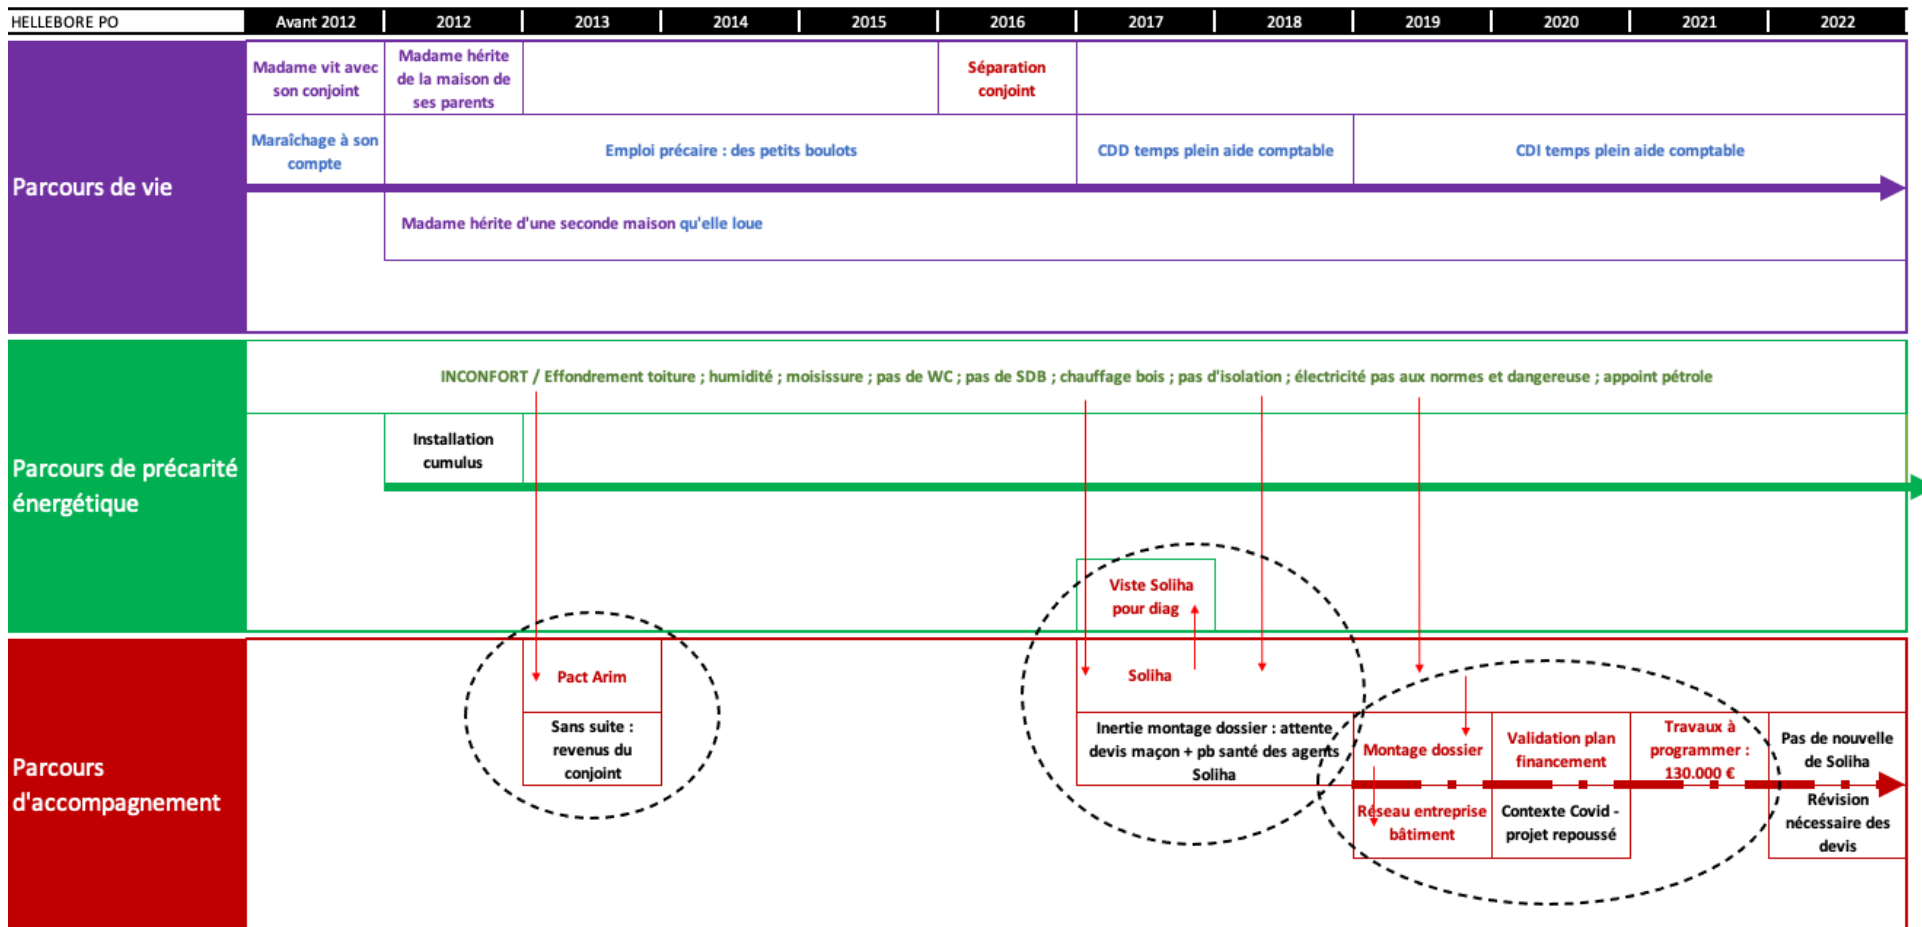 HELLEBORE PO
Avant 2012
2012
2013
2014
2015
2016
2017
2018
2019
2020
2021
2022
Parcours de vie
Madame vit avec
son conjoint
Madame hérite
de la maison de
ses parents
Séparation
conjoint
Maraîchage à son
compte
Emploi précaire : des petits boulots
CDD temps plein aide comptable
CDI temps plein aide comptable
Madame hérite d'une seconde maison qu'elle loue
Parcours de précarité
énergétique
INCONFORT / Effondrement toiture ; humidité ; moisissure ; pas de WC ; pas de SDB ; chauffage bois ; pas d'isolation ; électricité pas aux normes et dangereuse ; appoint pétrole
Installation
cumulus
Viste Soliha
pour diag
Parcours
d'accompagnement
Pact Arim
Sans suite :
revenus du
conjoint
Soliha
Inertie montage dossier : attente
devis maçon + pb santé des agents
Soliha
Montage dossier
Validation plan
financement
Travaux à
programmer :
130.000 €
Pas de nouvelle
de Soliha
Réseau entreprise
bâtiment
Contexte Covid -
projet repoussé
Révision
nécessaire des
devis